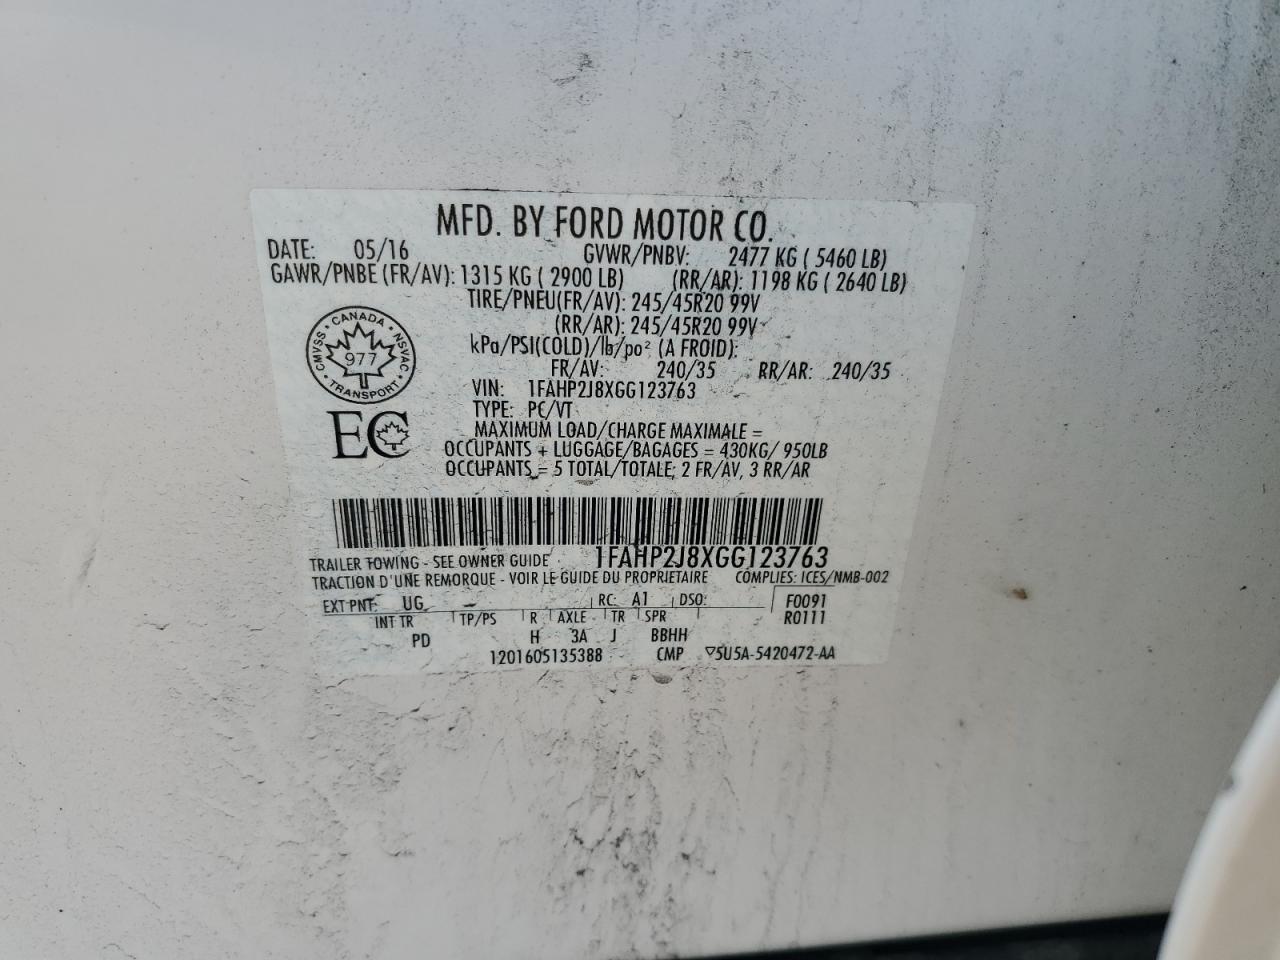 MFD. BY FORD MOTOR CO.
DATE: 05/16 GVWR/PNBV: 2477 KG ( 5460 LB)
GAWR/PNBE (FR/AV): 1315 KG ( 2900 LB) (RR/AR): 1198 KG ( 2640 LB)
TIRE/PNEU(FR/AV): 245/45R20 99V
(RR/AR): 245/45R20 99V
kPa/PSI(COLD)/lb/po² (A FROID):
FR/AV: 240/35 RR/AR: 240/35
CANADA
CMVSS NSVAC
977
TRANSPORT
VIN: 1FAHP2J8XGG123763
TYPE: PC/VT
EC
MAXIMUM LOAD/CHARGE MAXIMALE =
OCCUPANTS + LUGGAGE/BAGAGES = 430KG/ 950LB
OCCUPANTS = 5 TOTAL/TOTALE; 2 FR/AV, 3 RR/AR
1FAHP2J8XGG123763
TRAILER TOWING - SEE OWNER GUIDE
TRACTION D'UNE REMORQUE - VOIR LE GUIDE DU PROPRIETAIRE COMPLIES: ICES/NMB-002
EXT PNT: UG RC: A1 DSO: F0091
INT TR TP/PS R AXLE TR SPR R0111
PD H 3A J BBHH
1201605135388 CMP ▽5U5A-5420472-AA